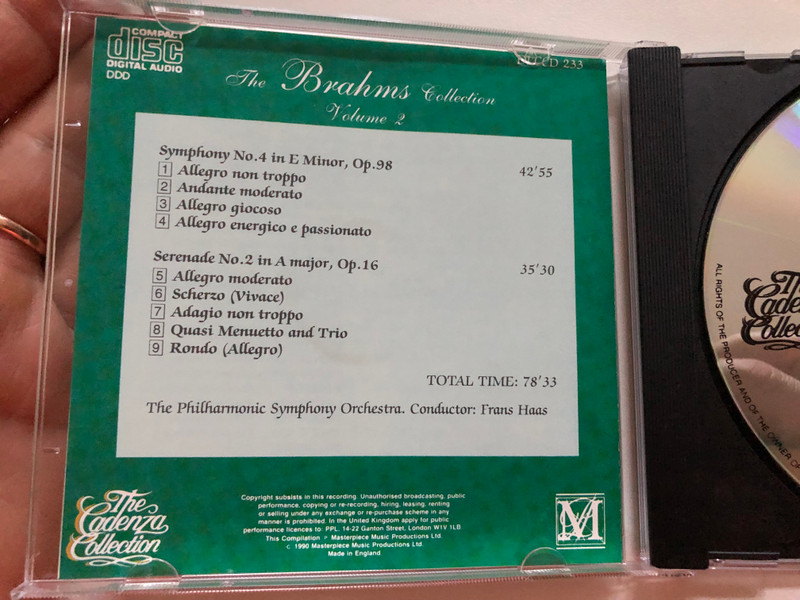 COMPACT
disc
DIGITAL AUDIO
DDD
233
The Brahms Collection
Volume 2
Symphony No.4 in E Minor, Op.98 42'55
1 Allegro non troppo
2 Andante moderato
3 Allegro giocoso
4 Allegro energico e passionato
Serenade No.2 in A major, Op.16 35'30
5 Allegro moderato
6 Scherzo (Vivace)
7 Adagio non troppo
8 Quasi Menuetto and Trio
9 Rondo (Allegro)
TOTAL TIME: 78'33
The Philharmonic Symphony Orchestra. Conductor: Frans Haas
The
Cadenza
Collection
Copyright subsists in this recording. Unauthorised broadcasting, public
performance, copying or re-recording, hiring, leasing, renting
or selling under any exchange or re-purchase scheme in any
manner is prohibited. In the United Kingdom apply for public
performance licences to PPL, 14-22 Ganton Street, London W1V 1LB
This Compilation ℗ Masterpiece Music Productions Ltd.
c 1990 Masterpiece Music Productions Ltd.
Made in England.
M
The
ALL RIGHTS OF THE PRODUCER AND OF THE OWNER OF